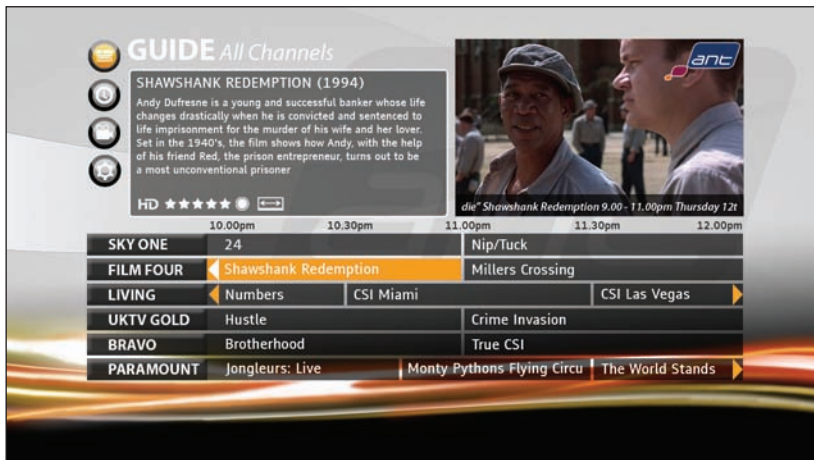 GUIDE All Channels
SHAWSHANK REDEMPTION (1994)
Andy Dufresne is a young and successful banker whose life
changes drastically when he is convicted and sentenced to
life imprisonment for the murder of his wife and her lover.
Set in the 1940's, the film shows how Andy, with the help
of his friend Red, the prison entrepreneur, turns out to be
a most unconventional prisoner
HD
ant
die" Shawshank Redemption 9.00 - 11.00pm Thursday 12t
10.00pm 10.30pm 11.00pm 11.30pm 12.00pm
SKY ONE 24 Nip/Tuck
FILM FOUR Shawshank Redemption Millers Crossing
LIVING Numbers CSI Miami CSI Las Vegas
UKTV GOLD Hustle Crime Invasion
BRAVO Brotherhood True CSI
PARAMOUNT Jongleurs: Live Monty Pythons Flying Circu The World Stands